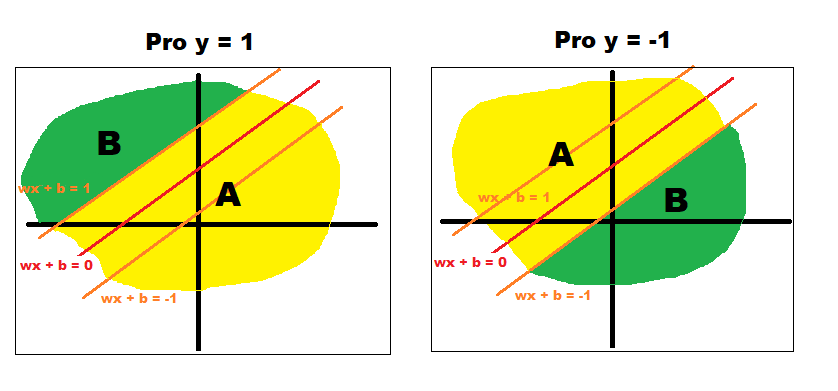 Pro y = 1
B
wx + b = 1
A
wx + b = 0
wx + b = -1
Pro y = -1
A
wx + b = 1
B
wx + b = 0
wx + b = -1